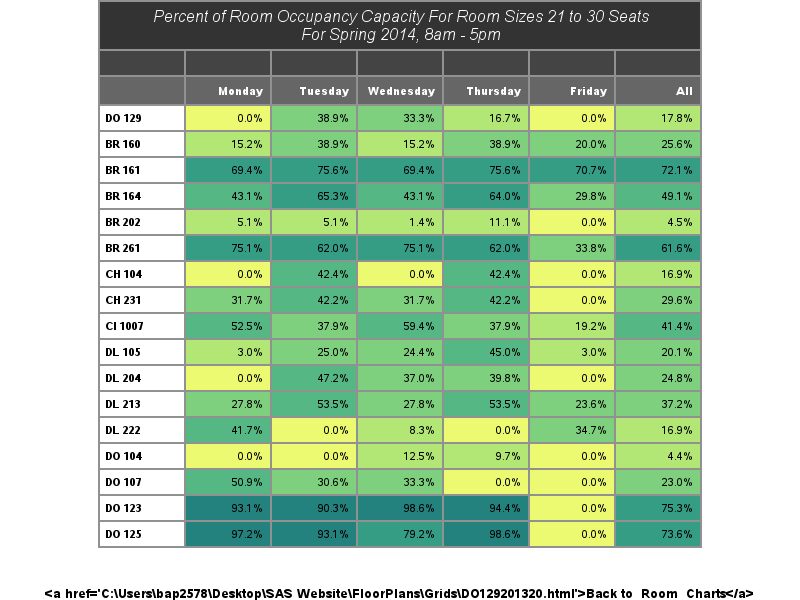 Percent of Room Occupancy Capacity For Room Sizes 21 to 30 Seats
For Spring 2014, 8am - 5pm
Monday Tuesday Wednesday Thursday Friday All
DO 129 0.0% 38.9% 33.3% 16.7% 0.0% 17.8%
BR 160 15.2% 38.9% 15.2% 38.9% 20.0% 25.6%
BR 161 69.4% 75.6% 69.4% 75.6% 70.7% 72.1%
BR 164 43.1% 65.3% 43.1% 64.0% 29.8% 49.1%
BR 202 5.1% 5.1% 1.4% 11.1% 0.0% 4.5%
BR 261 75.1% 62.0% 75.1% 62.0% 33.8% 61.6%
CH 104 0.0% 42.4% 0.0% 42.4% 0.0% 16.9%
CH 231 31.7% 42.2% 31.7% 42.2% 0.0% 29.6%
CI 1007 52.5% 37.9% 59.4% 37.9% 19.2% 41.4%
DL 105 3.0% 25.0% 24.4% 45.0% 3.0% 20.1%
DL 204 0.0% 47.2% 37.0% 39.8% 0.0% 24.8%
DL 213 27.8% 53.5% 27.8% 53.5% 23.6% 37.2%
DL 222 41.7% 0.0% 8.3% 0.0% 34.7% 16.9%
DO 104 0.0% 0.0% 12.5% 9.7% 0.0% 4.4%
DO 107 50.9% 30.6% 33.3% 0.0% 0.0% 23.0%
DO 123 93.1% 90.3% 98.6% 94.4% 0.0% 75.3%
DO 125 97.2% 93.1% 79.2% 98.6% 0.0% 73.6%
<a href='C:\Users\bap2578\Desktop\SAS Website\FloorPlans\Grids\DO129201320.html'>Back to Room Charts</a>